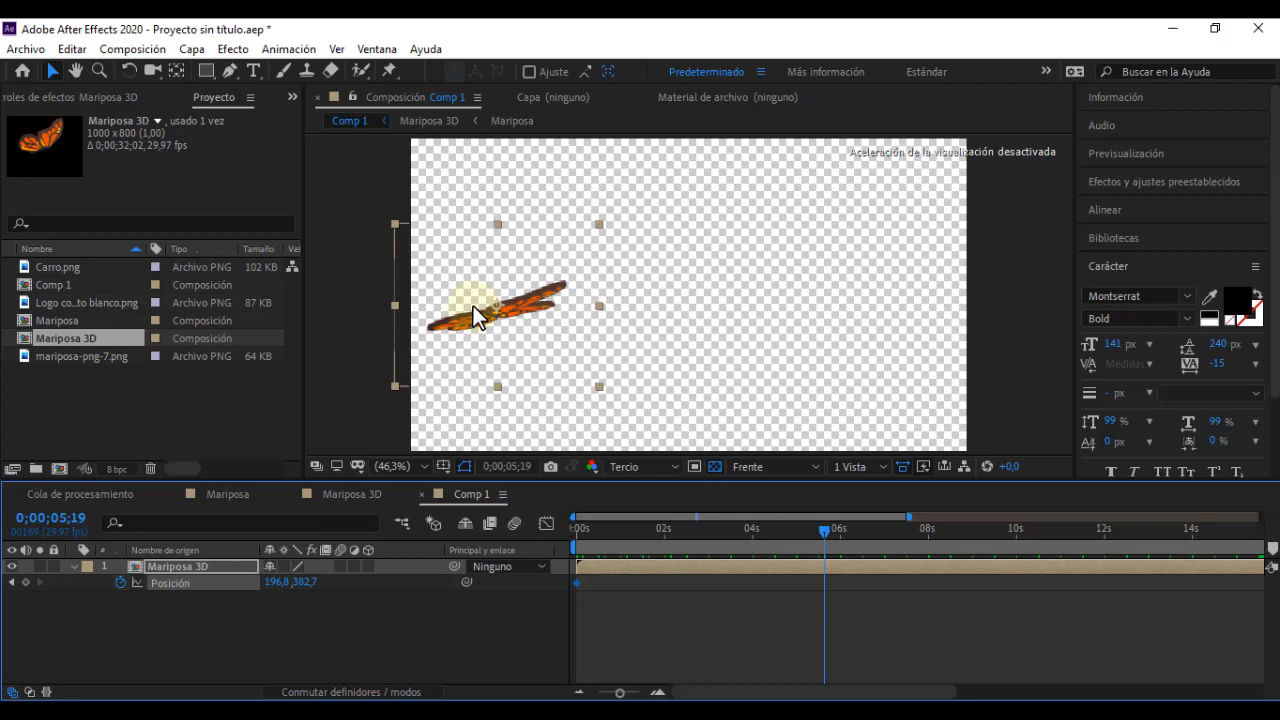 Adobe After Effects 2020 - Proyecto sin título.aep *
Archivo Editar Composición Capa Efecto Animación Ver Ventana Ayuda
Ajuste Predeterminado Más información Estándar Buscar en la Ayuda
roles de efectos Mariposa 3D Proyecto
Composición Comp 1 Capa (ninguno) Material de archivo (ninguno)
Información
Comp 1 Mariposa 3D Mariposa
Mariposa 3D , usado 1 vez
1000 x 800 (1,00)
Δ 0;00;32;02, 29,97 fps
Aceleración de la visualización desactivada
Audio
Previsualización
Efectos y ajustes preestablecidos
Alinear
Bibliotecas
Carácter
Montserrat
Bold
141 px 240 px
Medidas -15
- px
99 % 99 %
0 px 0 %
T T TT Tt T¹ T₁
Nombre Tipo Tamaño Vel
Carro.png Archivo PNG 102 KB
Comp 1 Composición
Logo co...to blanco.png Archivo PNG 87 KB
Mariposa Composición
Mariposa 3D Composición
mariposa-png-7.png Archivo PNG 64 KB
8 bpc
(46,3%) 0;00;05;19 Tercio Frente 1 Vista +0,0
Cola de procesamiento Mariposa Mariposa 3D Comp 1
0;00;05;19
00169 (29.97 fps)
:00s 02s 04s 06s 08s 10s 12s 14s
# Nombre de origen Principal y enlace
1 Mariposa 3D Ninguno
Posición 196,8 ,382,7
Conmutar definidores / modos